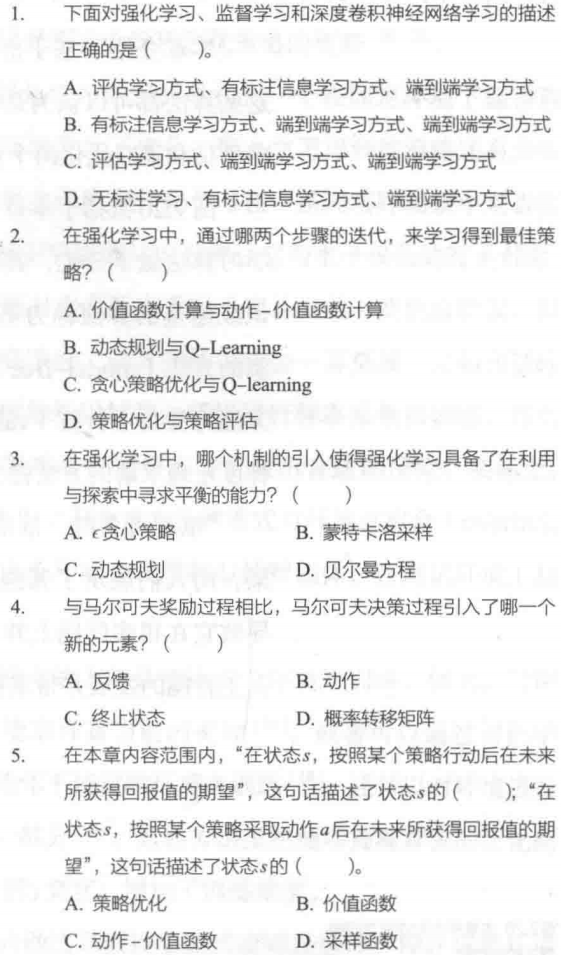 1. 下面对强化学习、监督学习和深度卷积神经网络学习的描述
正确的是（ ）。
A. 评估学习方式、有标注信息学习方式、端到端学习方式
B. 有标注信息学习方式、端到端学习方式、端到端学习方式
C. 评估学习方式、端到端学习方式、端到端学习方式
D. 无标注学习、有标注信息学习方式、端到端学习方式
2. 在强化学习中，通过哪两个步骤的迭代，来学习得到最佳策
略？（ ）
A. 价值函数计算与动作-价值函数计算
B. 动态规划与Q-Learning
C. 贪心策略优化与Q-learning
D. 策略优化与策略评估
3. 在强化学习中，哪个机制的引入使得强化学习具备了在利用
与探索中寻求平衡的能力？（ ）
A. ϵ贪心策略 B. 蒙特卡洛采样
C. 动态规划 D. 贝尔曼方程
4. 与马尔可夫奖励过程相比，马尔可夫决策过程引入了哪一个
新的元素？（ ）
A. 反馈 B. 动作
C. 终止状态 D. 概率转移矩阵
5. 在本章内容范围内，“在状态s，按照某个策略行动后在未来
所获得回报值的期望”，这句话描述了状态s的（ ）；“在
状态s，按照某个策略采取动作a后在未来所获得回报值的期
望”，这句话描述了状态s的（ ）。
A. 策略优化 B. 价值函数
C. 动作-价值函数 D. 采样函数